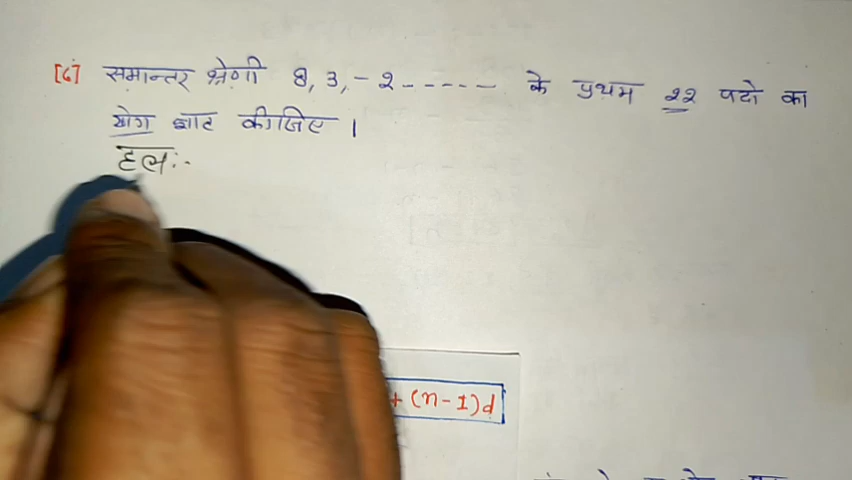 [6] समान्तर श्रेणी 8, 3, -2 ----- के प्रथम 22 पदो का
योग ज्ञात कीजिए ।
हल:-
+ (n-1)d